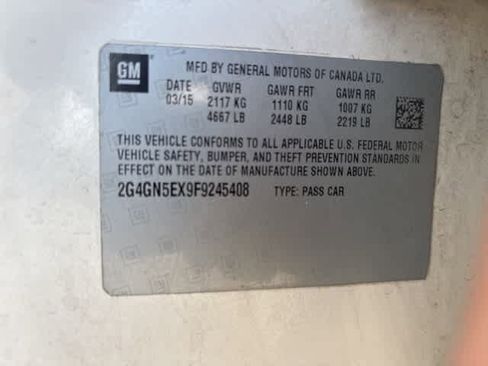 GM
MFD BY GENERAL MOTORS OF CANADA LTD.
DATE GVWR GAWR FRT GAWR RR
03/15 2117 KG 1110 KG 1007 KG
4667 LB 2448 LB 2219 LB
THIS VEHICLE CONFORMS TO ALL APPLICABLE U.S. FEDERAL MOTOR
VEHICLE SAFETY, BUMPER, AND THEFT PREVENTION STANDARDS IN
EFFECT ON THE DATE OF MANUFACTURE SHOWN ABOVE.
2G4GN5EX9F9245408 TYPE: PASS CAR